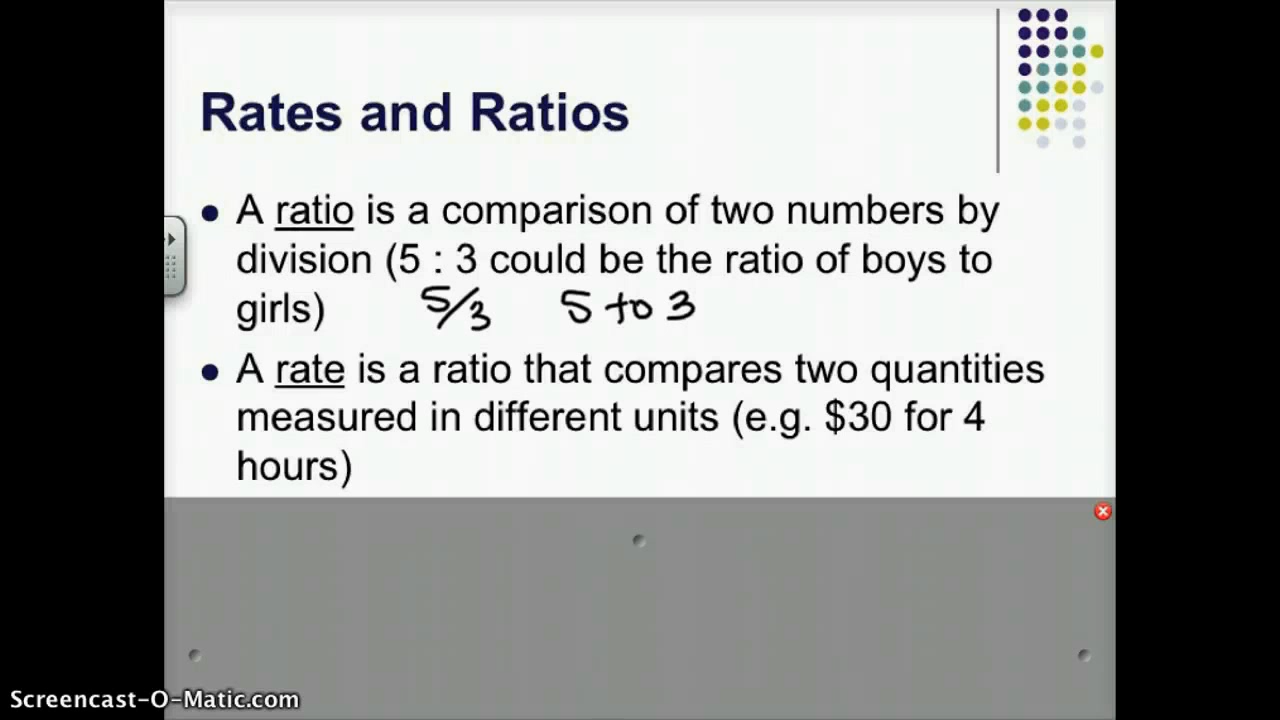 Rates and Ratios
A ratio is a comparison of two numbers by
division (5 : 3 could be the ratio of boys to
girls) 5/3 5 to 3
A rate is a ratio that compares two quantities
measured in different units (e.g. $30 for 4
hours)
Screencast-O-Matic.com